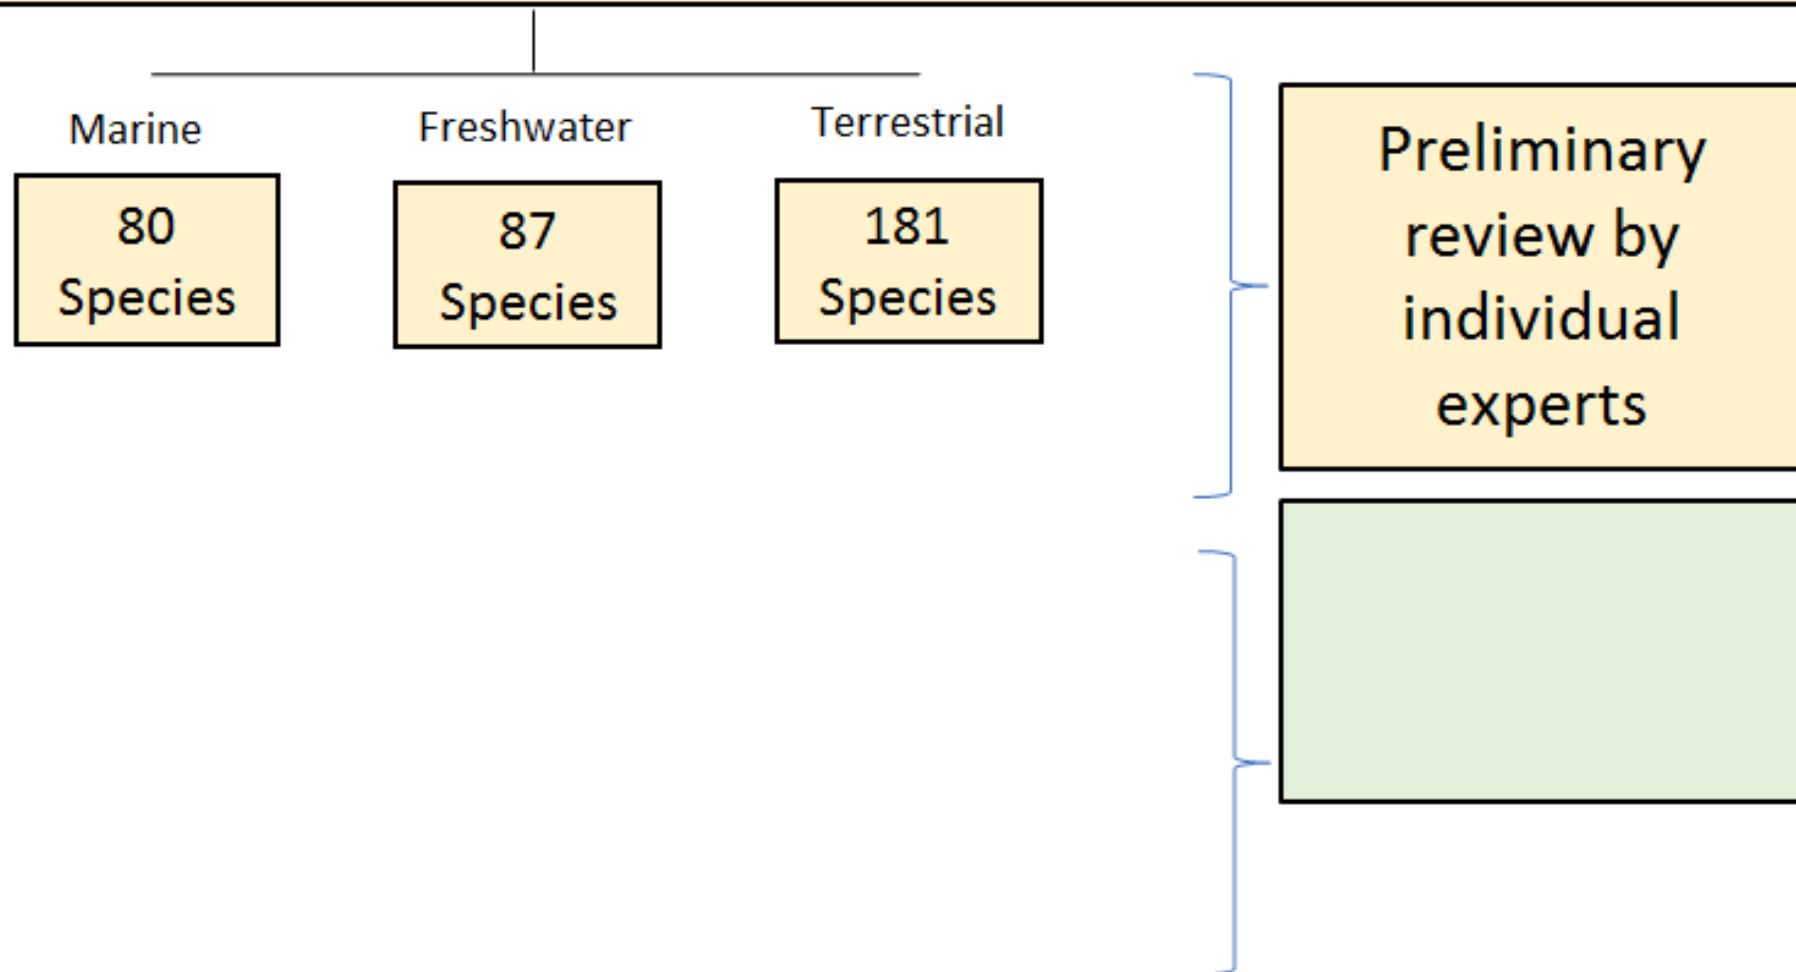 Marine
Freshwater
Terrestrial
80
Species
87
Species
181
Species
Preliminary
review by
individual
experts